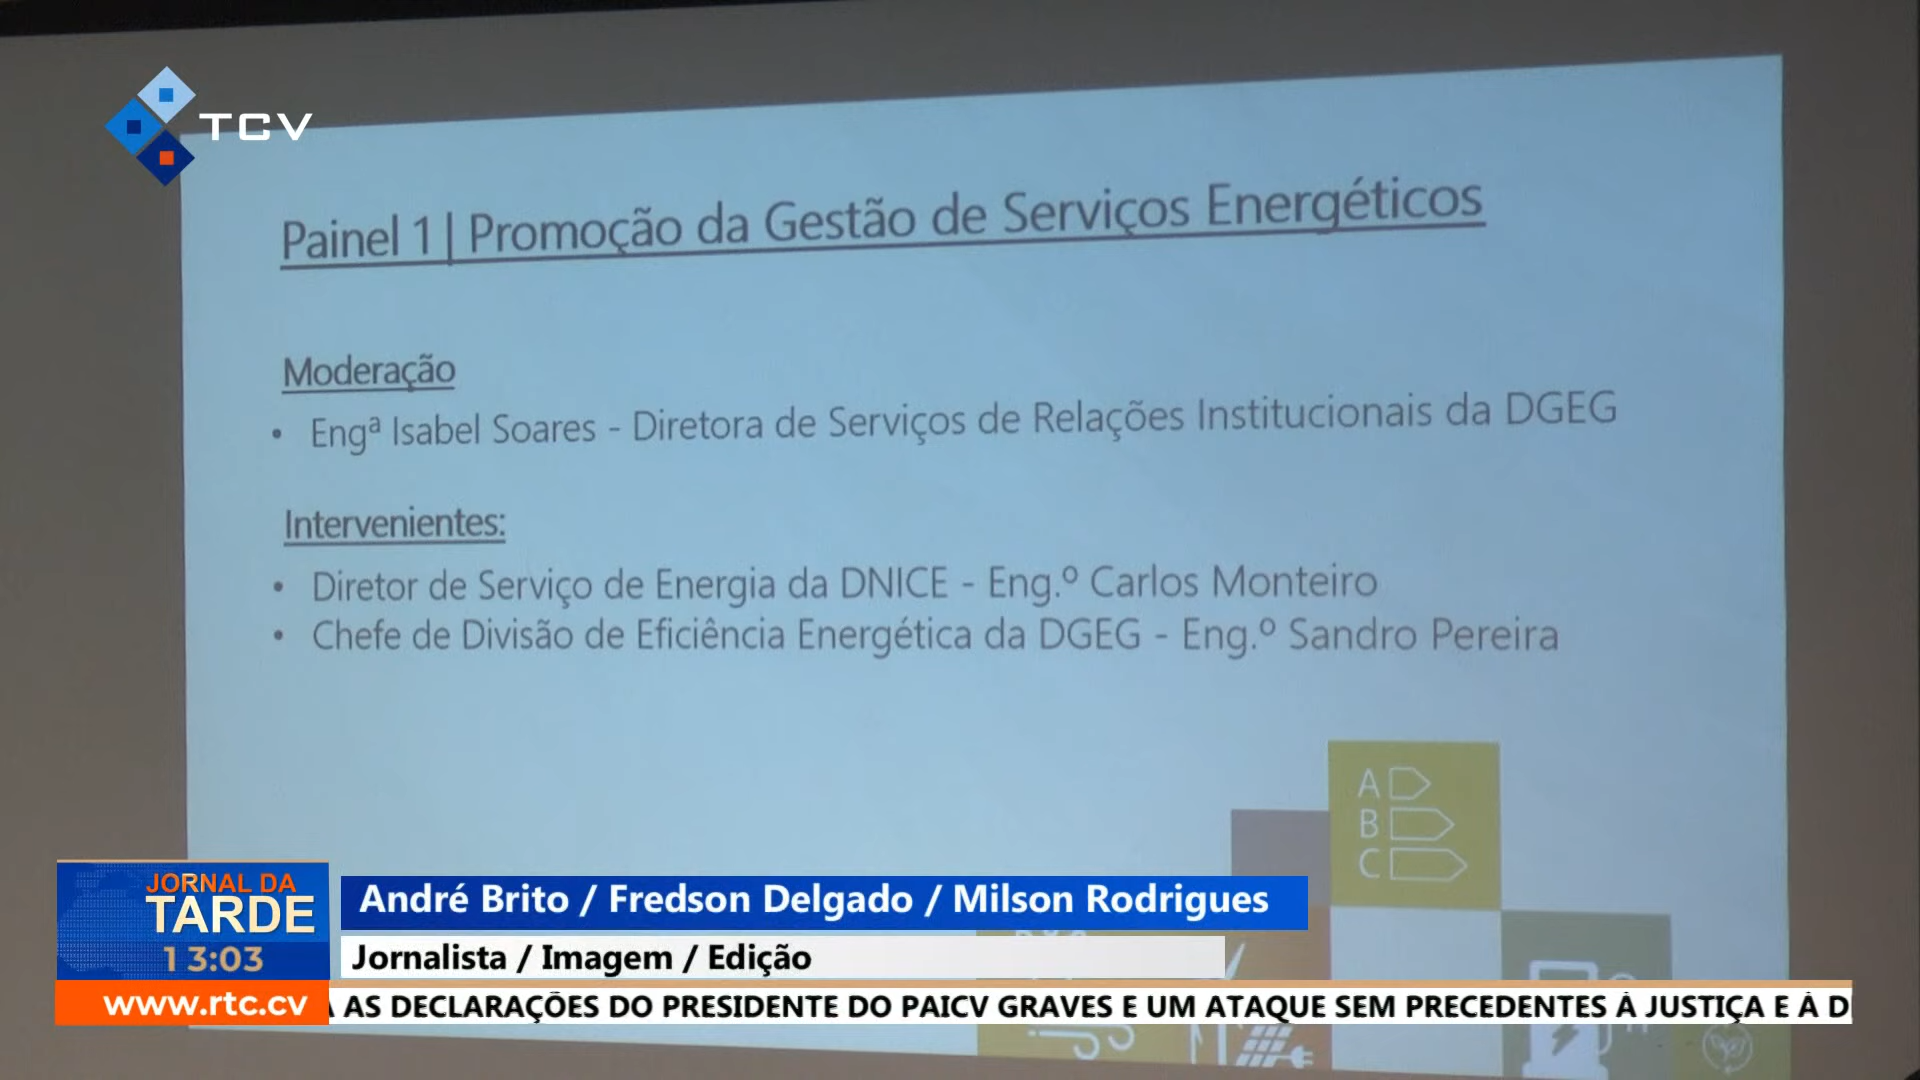 TCV
Painel 1 | Promoção da Gestão de Serviços Energéticos
Moderação
• Engª Isabel Soares - Diretora de Serviços de Relações Institucionais da DGEG
Intervenientes:
• Diretor de Serviço de Energia da DNICE - Eng.º Carlos Monteiro
• Chefe de Divisão de Eficiência Energética da DGEG - Eng.º Sandro Pereira
A
B
C
JORNAL DA
TARDE
13:03
André Brito / Fredson Delgado / Milson Rodrigues
Jornalista / Imagem / Edição
www.rtc.cv
AS DECLARAÇÕES DO PRESIDENTE DO PAICV GRAVES E UM ATAQUE SEM PRECEDENTES À JUSTIÇA E À D